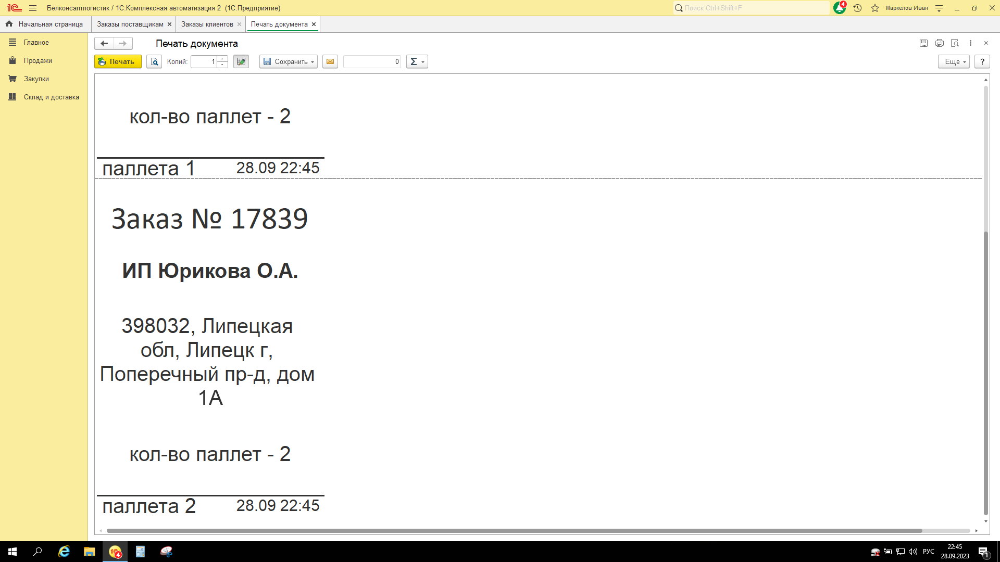 Белконсалтлогистик / 1С:Комплексная автоматизация 2 (1С:Предприятие)
Поиск Ctrl+Shift+F
4
Маркелов Иван
Начальная страница
Заказы поставщикам
Заказы клиентов
Печать документа
Главное
Продажи
Закупки
Склад и доставка
Печать документа
Печать
Копий:
1
Сохранить
0
Σ
Еще
?
кол-во паллет - 2
паллета 1 28.09 22:45
Заказ № 17839
ИП Юрикова О.А.
398032, Липецкая
обл, Липецк г,
Поперечный пр-д, дом
1А
кол-во паллет - 2
паллета 2 28.09 22:45
4
РУС
22:45
28.09.2023
1